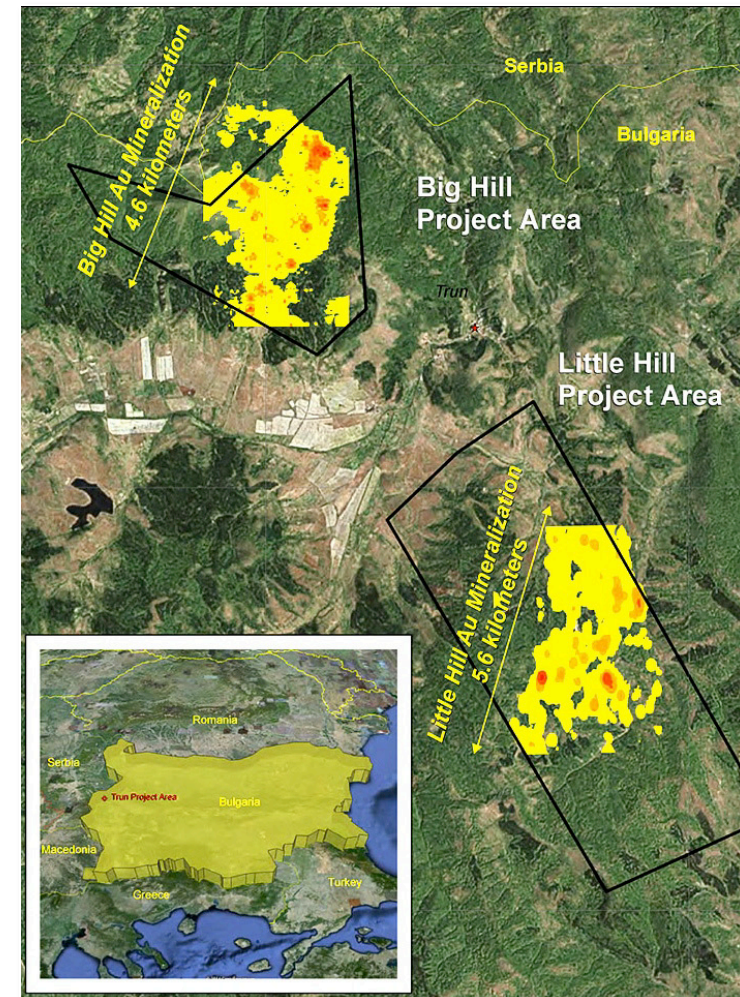 Serbia
Bulgaria
Big Hill Au Mineralization
4.6 kilometers
Big Hill
Project Area
Trun
Little Hill
Project Area
Little Hill Au Mineralization
5.6 kilometers
Romania
Serbia
Trun Project Area
Bulgaria
Macedonia
Turkey
Greece